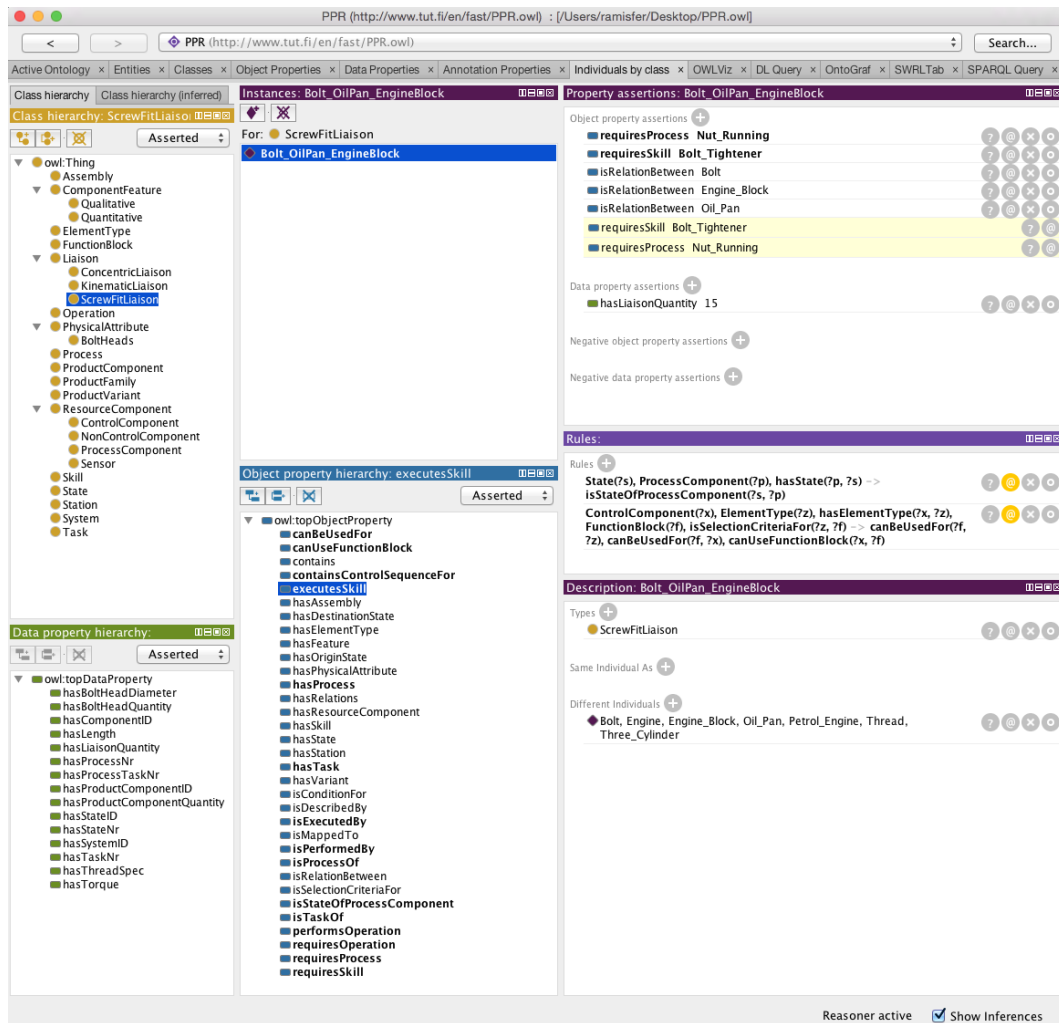 PPR (http://www.tut.fi/en/fast/PPR.owl) : [/Users/ramisfer/Desktop/PPR.owl]
< > PPR (http://www.tut.fi/en/fast/PPR.owl) Search...
Active Ontology × Entities × Classes × Object Properties × Data Properties × Annotation Properties × Individuals by class × OWLViz × DL Query × OntoGraf × SWRLTab × SPARQL Query ×
Class hierarchy Class hierarchy (inferred)
Class hierarchy: ScrewFitLiaison
Asserted
owl:Thing
Assembly
ComponentFeature
Qualitative
Quantitative
ElementType
FunctionBlock
Liaison
ConcentricLiaison
KinematicLiaison
ScrewFitLiaison
Operation
PhysicalAttribute
BoltHeads
Process
ProductComponent
ProductFamily
ProductVariant
ResourceComponent
ControlComponent
NonControlComponent
ProcessComponent
Sensor
Skill
State
Station
System
Task
Data property hierarchy:
Asserted
owl:topDataProperty
hasBoltHeadDiameter
hasBoltHeadQuantity
hasComponentID
hasLength
hasLiaisonQuantity
hasProcessNr
hasProcessTaskNr
hasProductComponentID
hasProductComponentQuantity
hasStateID
hasStateNr
hasSystemID
hasTaskNr
hasThreadSpec
hasTorque
Instances: Bolt_OilPan_EngineBlock
For: ScrewFitLiaison
Bolt_OilPan_EngineBlock
Object property hierarchy: executesSkill
Asserted
owl:topObjectProperty
canBeUsedFor
canUseFunctionBlock
contains
containsControlSequenceFor
executesSkill
hasAssembly
hasDestinationState
hasElementType
hasFeature
hasOriginState
hasPhysicalAttribute
hasProcess
hasRelations
hasResourceComponent
hasSkill
hasState
hasStation
hasTask
hasVariant
isConditionFor
isDescribedBy
isExecutedBy
isMappedTo
isPerformedBy
isProcessOf
isRelationBetween
isSelectionCriteriaFor
isStateOfProcessComponent
isTaskOf
performsOperation
requiresOperation
requiresProcess
requiresSkill
Property assertions: Bolt_OilPan_EngineBlock
Object property assertions
requiresProcess Nut_Running
requiresSkill Bolt_Tightener
isRelationBetween Bolt
isRelationBetween Engine_Block
isRelationBetween Oil_Pan
requiresSkill Bolt_Tightener
requiresProcess Nut_Running
Data property assertions
hasLiaisonQuantity 15
Negative object property assertions
Negative data property assertions
Rules:
Rules
State(?s), ProcessComponent(?p), hasState(?p, ?s) ->
isStateOfProcessComponent(?s, ?p)
ControlComponent(?x), ElementType(?z), hasElementType(?x, ?z),
FunctionBlock(?f), isSelectionCriteriaFor(?z, ?f) -> canBeUsedFor(?f,
?z), canBeUsedFor(?f, ?x), canUseFunctionBlock(?x, ?f)
Description: Bolt_OilPan_EngineBlock
Types
ScrewFitLiaison
Same Individual As
Different Individuals
Bolt, Engine, Engine_Block, Oil_Pan, Petrol_Engine, Thread,
Three_Cylinder
Reasoner active Show Inferences